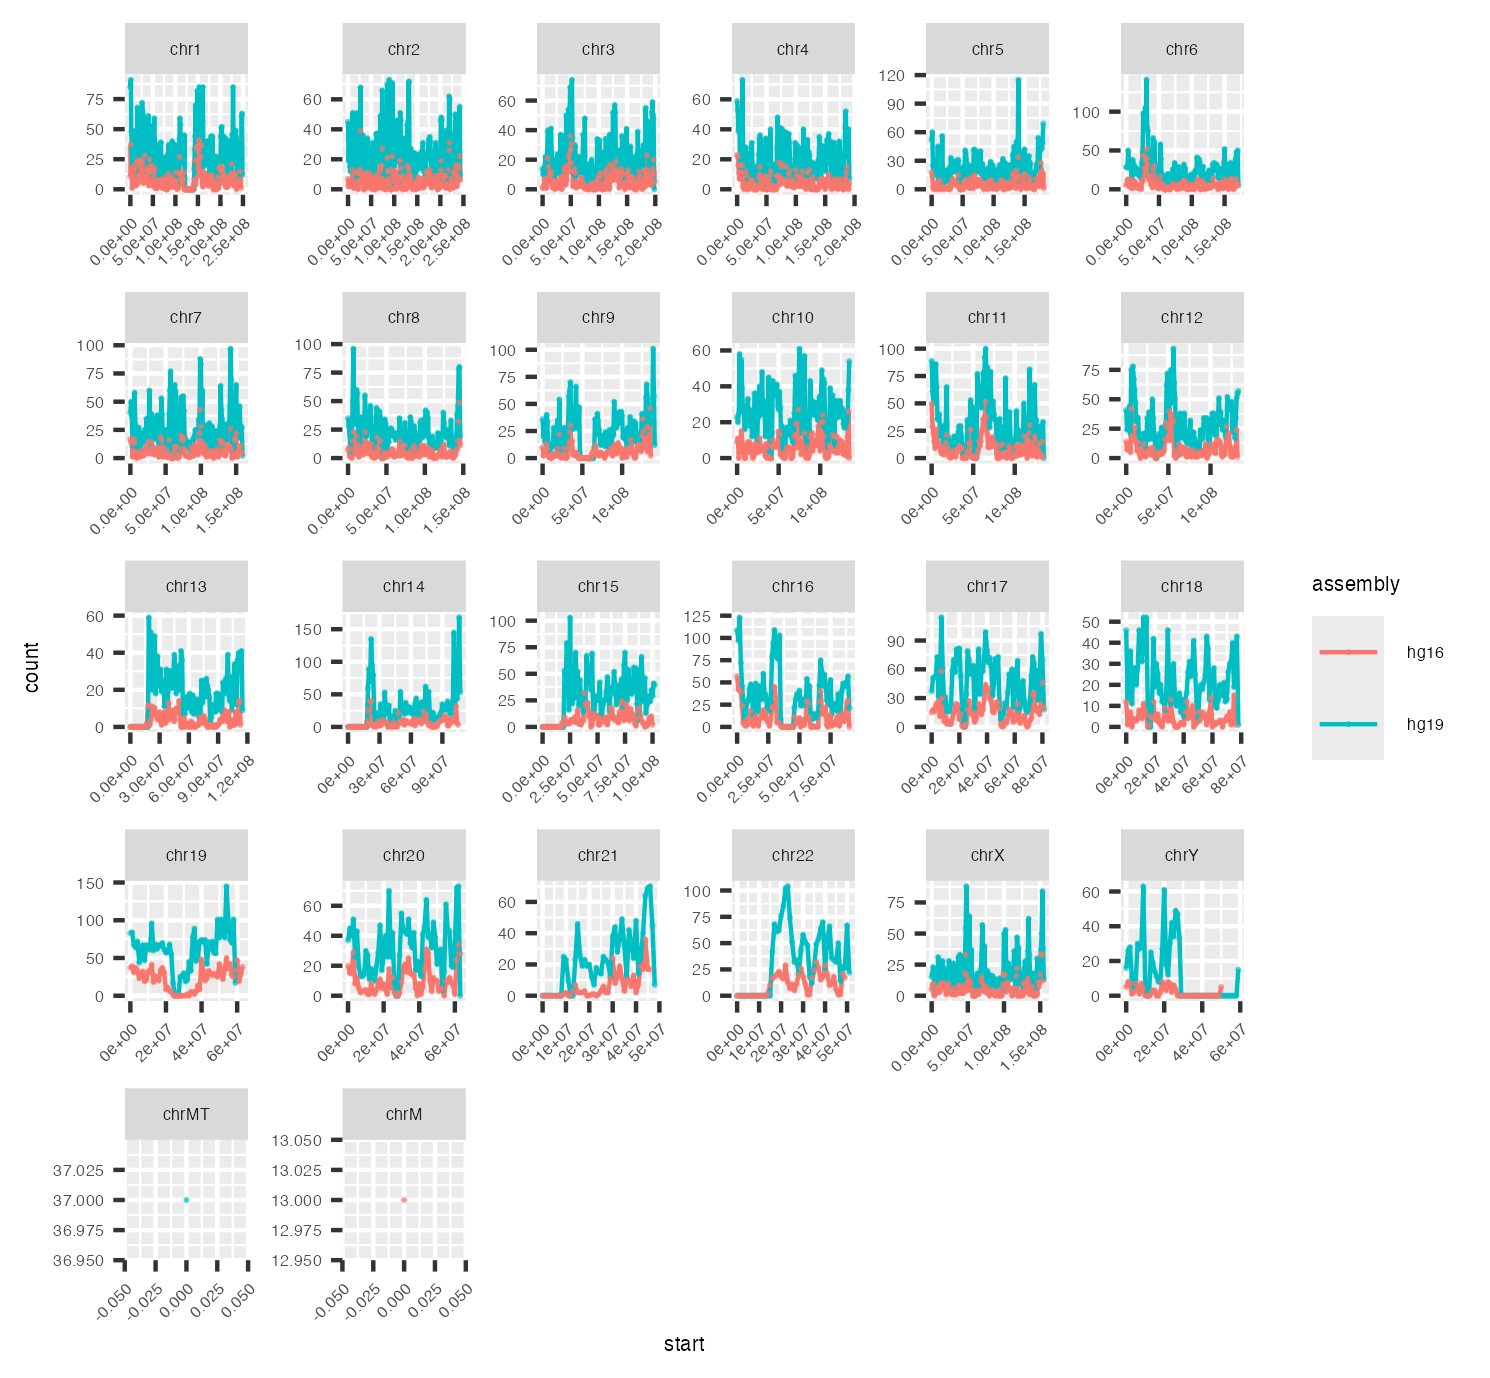 chr1 chr2 chr3 chr4 chr5 chr6
75 50 25 0
60 40 20 0
60 40 20 0
60 40 20 0
120 90 60 30 0
100 50 0
0.0e+00 5.0e+07 1.0e+08 1.5e+08 2.0e+08 2.5e+08
0.0e+00 5.0e+07 1.0e+08 1.5e+08 2.0e+08 2.5e+08
0.0e+00 5.0e+07 1.0e+08 1.5e+08 2.0e+08
0.0e+00 5.0e+07 1.0e+08 1.5e+08 2.0e+08
0.0e+00 5.0e+07 1.0e+08 1.5e+08
0.0e+00 5.0e+07 1.0e+08 1.5e+08
chr7 chr8 chr9 chr10 chr11 chr12
100 75 50 25 0
100 75 50 25 0
100 75 50 25 0
60 40 20 0
100 75 50 25 0
75 50 25 0
0.0e+00 5.0e+07 1.0e+08 1.5e+08
0.0e+00 5.0e+07 1.0e+08 1.5e+08
0e+00 5e+07 1e+08
0e+00 5e+07 1e+08
0e+00 5e+07 1e+08
0e+00 5e+07 1e+08
chr13 chr14 chr15 chr16 chr17 chr18
60 40 20 0
150 100 50 0
100 75 50 25 0
125 100 75 50 25 0
90 60 30 0
50 40 30 20 10 0
0.0e+00 3.0e+07 6.0e+07 9.0e+07 1.2e+08
0e+00 3e+07 6e+07 9e+07
0.0e+00 2.5e+07 5.0e+07 7.5e+07 1.0e+08
0.0e+00 2.5e+07 5.0e+07 7.5e+07
0e+00 2e+07 4e+07 6e+07 8e+07
0e+00 2e+07 4e+07 6e+07 8e+07
chr19 chr20 chr21 chr22 chrX chrY
150 100 50 0
60 40 20 0
60 40 20 0
100 75 50 25 0
75 50 25 0
60 40 20 0
0e+00 2e+07 4e+07 6e+07
0e+00 2e+07 4e+07 6e+07
0e+00 1e+07 2e+07 3e+07 4e+07 5e+07
0e+00 1e+07 2e+07 3e+07 4e+07 5e+07
0.0e+00 5.0e+07 1.0e+08 1.5e+08
0e+00 2e+07 4e+07 6e+07
chrMT chrM
37.025 37.000 36.975 36.950
13.050 13.025 13.000 12.975 12.950
-0.050 -0.025 0.000 0.025 0.050
-0.050 -0.025 0.000 0.025 0.050
count
start
assembly
hg16
hg19